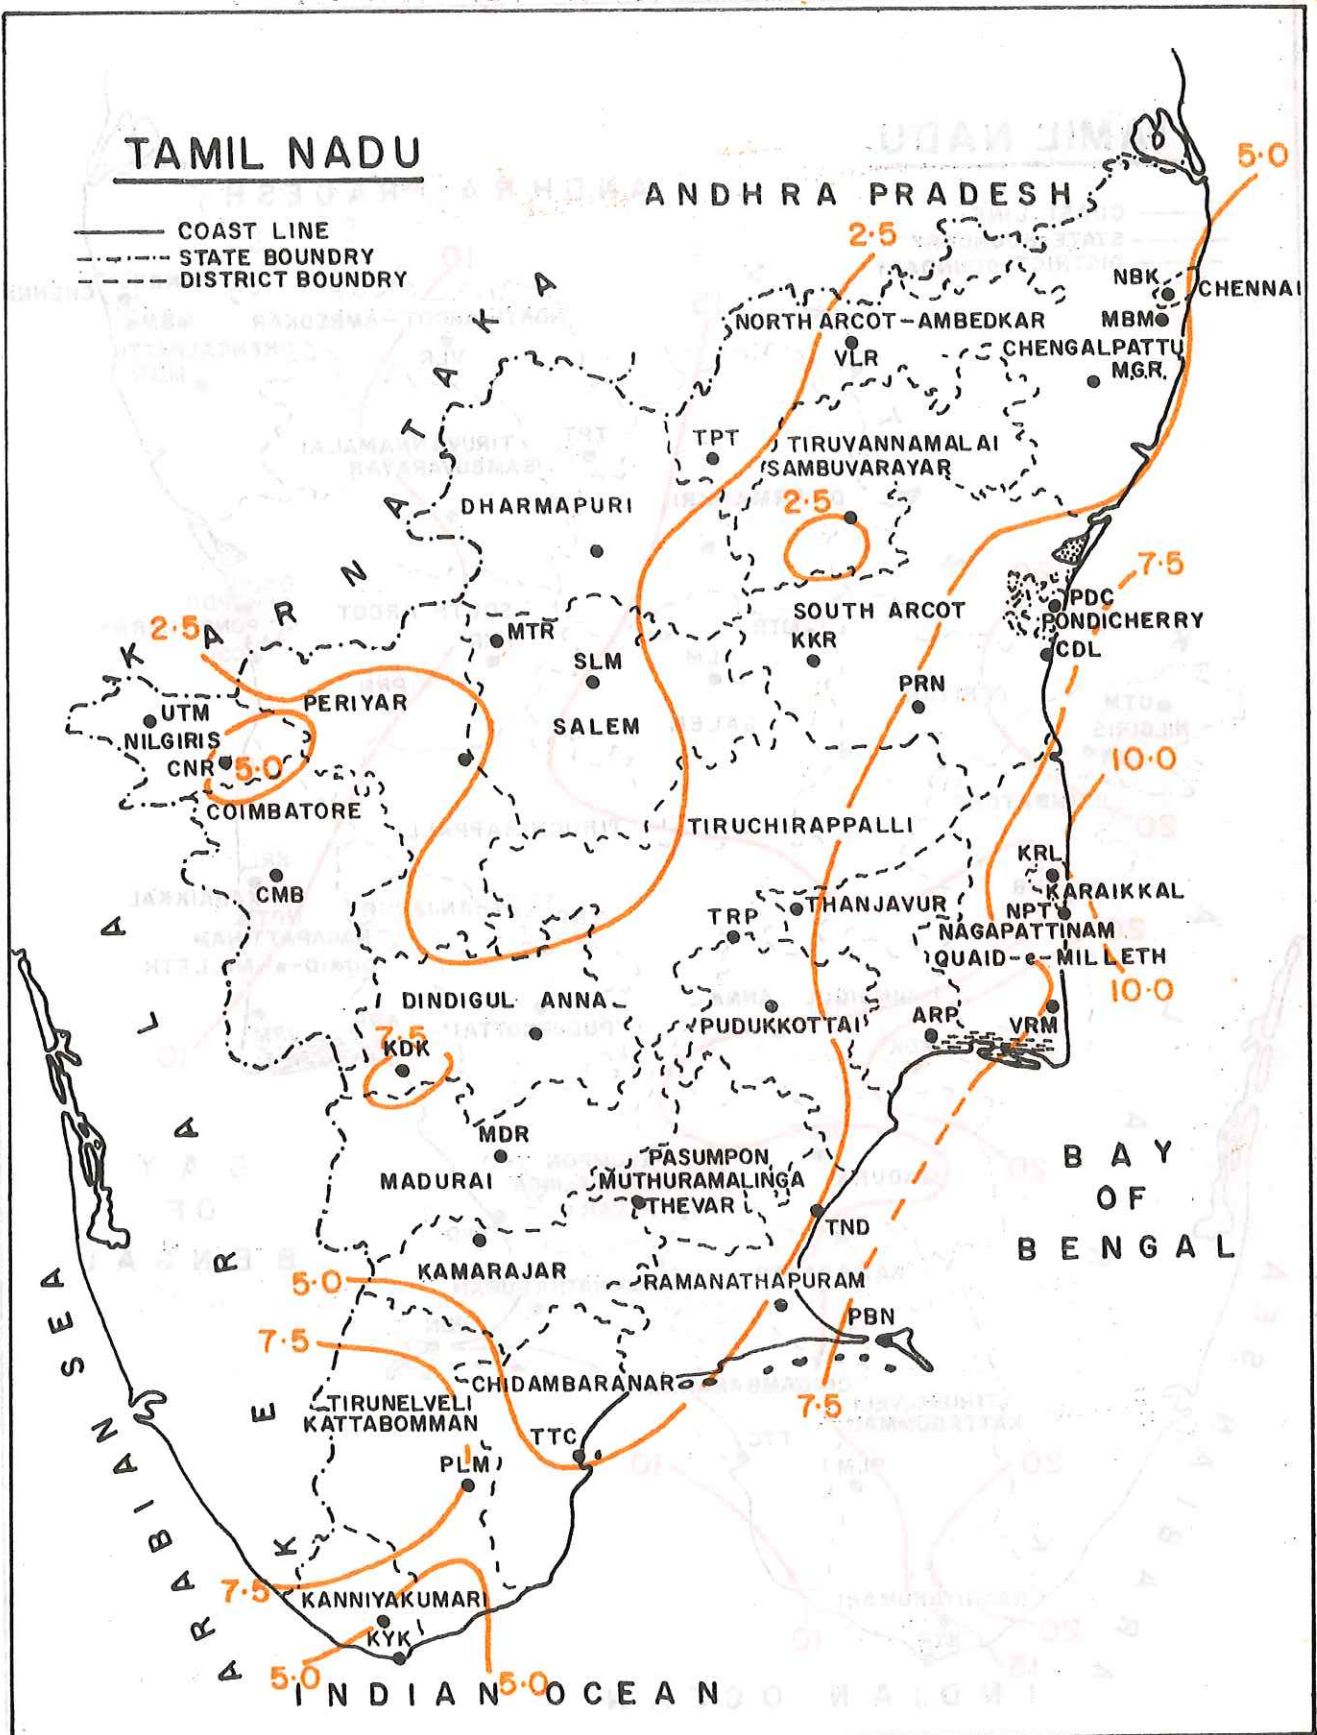 TAMIL NADU
COAST LINE
STATE BOUNDRY
DISTRICT BOUNDRY
ANDHRA PRADESH
5.0
2.5
KARNATAKA
NBK
CHENNAI
NORTH ARCOT-AMBEDKAR
MBM
VLR
CHENGALPATTU
M.G.R.
TPT
TIRUVANNAMALAI
SAMBUVARAYAR
DHARMAPURI
2.5
7.5
PDC
PONDICHERRY
SOUTH ARCOT
MTR
KKR
CDL
2.5
SLM
PRN
PERIYAR
UTM
SALEM
NILGIRIS
CNR
5.0
10.0
COIMBATORE
TIRUCHIRAPPALLI
KRL
CMB
KARAIKKAL
THANJAVUR
NPT
TRP
NAGAPATTINAM
QUAID-e-MILLETH
10.0
DINDIGUL ANNA
PUDUKKOTTAI
ARP
VRM
7.5
KDK
KERALA
MDR
BAY
OF
BENGAL
PASUMPON
MUTHURAMALINGA
THEVAR
MADURAI
TND
KAMARAJAR
5.0
RAMANATHAPURAM
PBN
7.5
CHIDAMBARANAR
7.5
TIRUNELVELI
KATTABOMMAN
TTC
PLM
ARABIAN SEA
7.5
KANNIYAKUMARI
KYK
5.0
5.0
INDIAN OCEAN